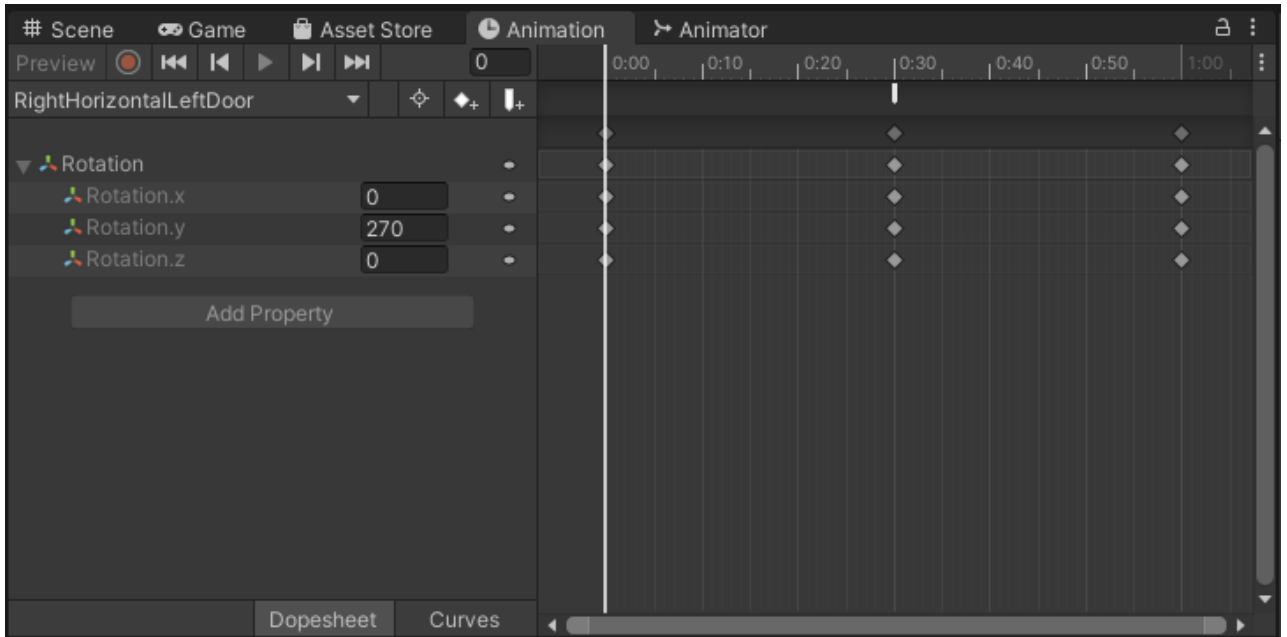 Scene Game Asset Store Animation Animator
Preview 0 0:00 0:10 0:20 0:30 0:40 0:50 1:00
RightHorizontalLeftDoor
Rotation
Rotation.x 0
Rotation.y 270
Rotation.z 0
Add Property
Dopesheet Curves